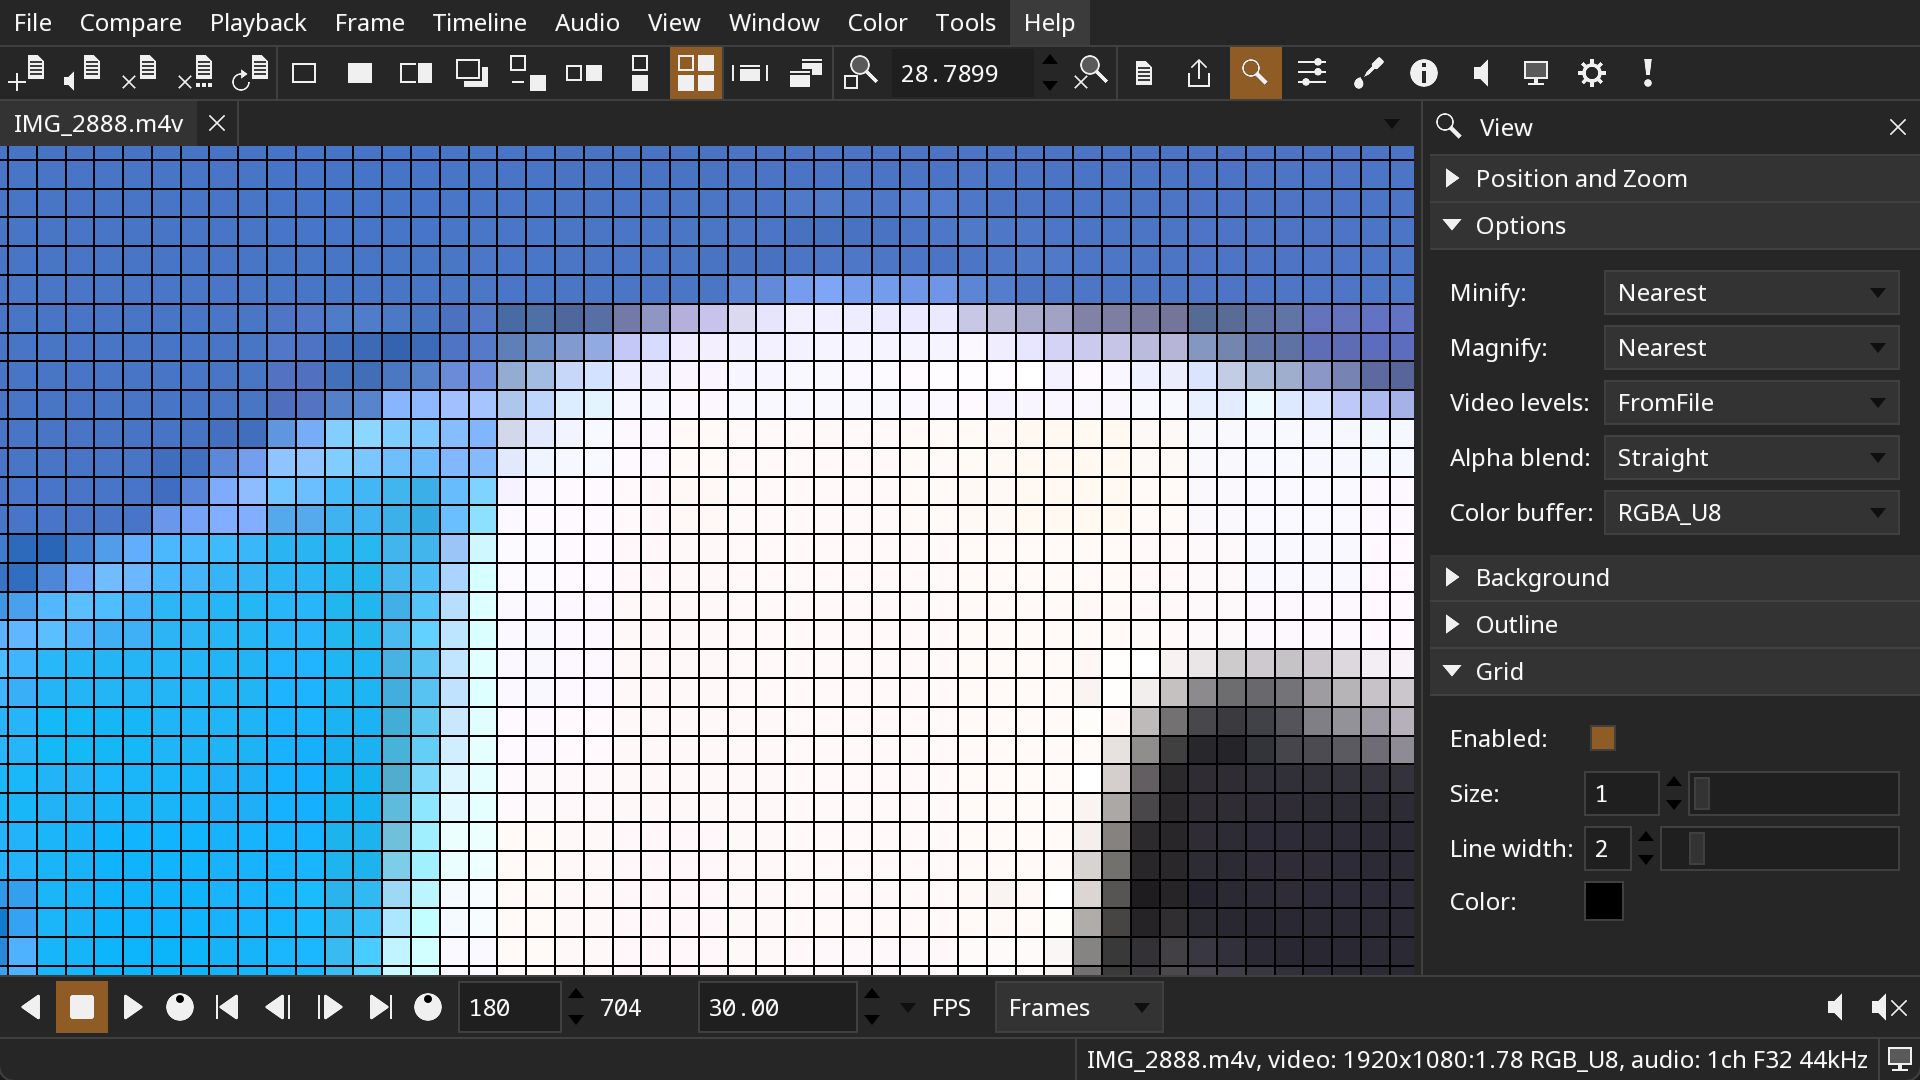 File Compare Playback Frame Timeline Audio View Window Color Tools Help
28.7899
IMG_2888.m4v
View
Position and Zoom
Options
Minify: Nearest
Magnify: Nearest
Video levels: FromFile
Alpha blend: Straight
Color buffer: RGBA_U8
Background
Outline
Grid
Enabled:
Size: 1
Line width: 2
Color:
180 704 30.00 FPS Frames
IMG_2888.m4v, video: 1920x1080:1.78 RGB_U8, audio: 1ch F32 44kHz